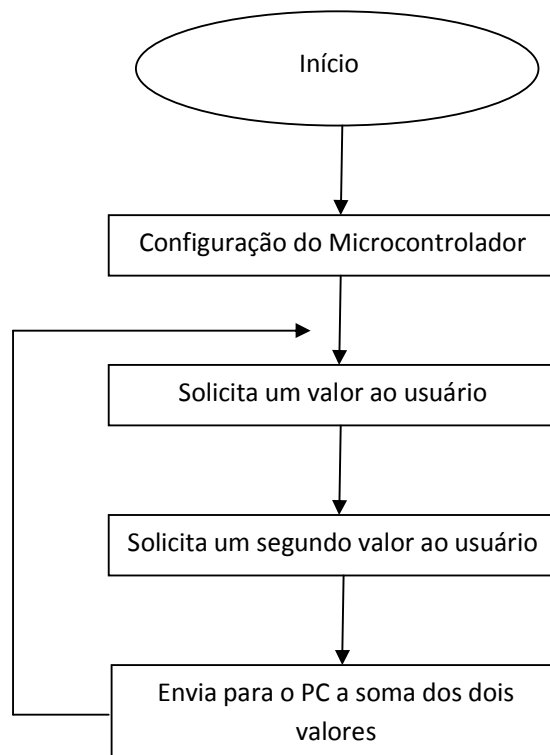 Início
Configuração do Microcontrolador
Solicita um valor ao usuário
Solicita um segundo valor ao usuário
Envia para o PC a soma dos dois
valores